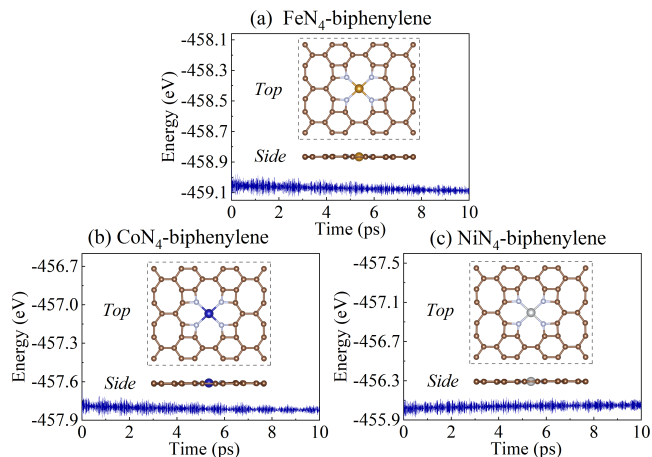 (a) FeN4-biphenylene
-458.1
-458.3
-458.5
-458.7
-458.9
-459.1
Energy (eV)
Top
Side
0 2 4 6 8 10
Time (ps)
(b) CoN4-biphenylene
-456.7
-457.0
-457.3
-457.6
-457.9
Energy (eV)
Top
Side
0 2 4 6 8 10
Time (ps)
(c) NiN4-biphenylene
-457.5
-457.1
-456.7
-456.3
-455.9
Energy (eV)
Top
Side
0 2 4 6 8 10
Time (ps)